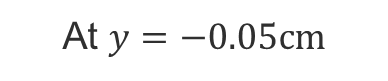 At y = −0.05cm